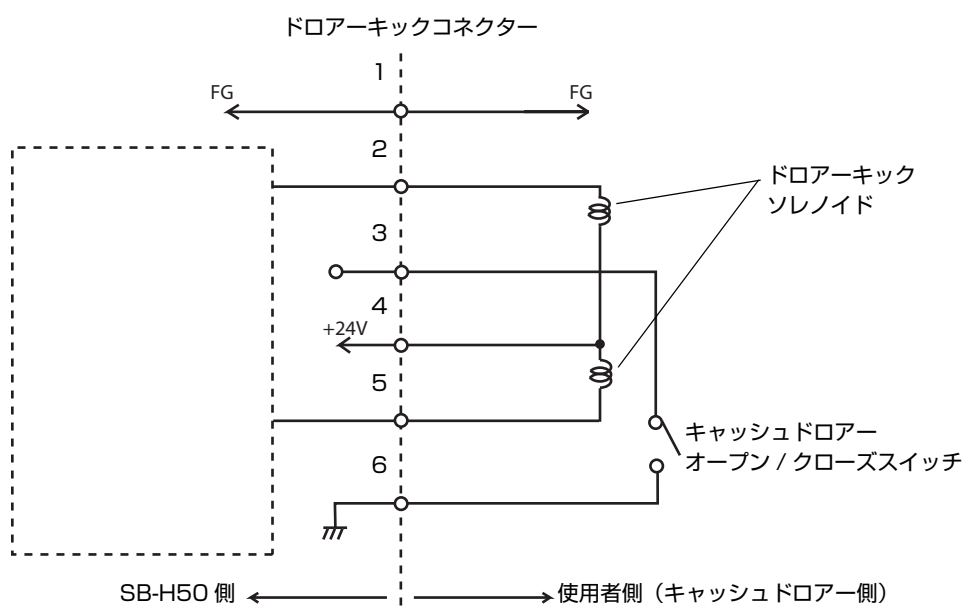 ドロアーキックコネクター
1
FG
FG
2
ドロアーキック
ソレノイド
3
4
+24V
5
キャッシュドロアー
オープン / クローズスイッチ
6
SB-H50 側
使用者側（キャッシュドロアー側）